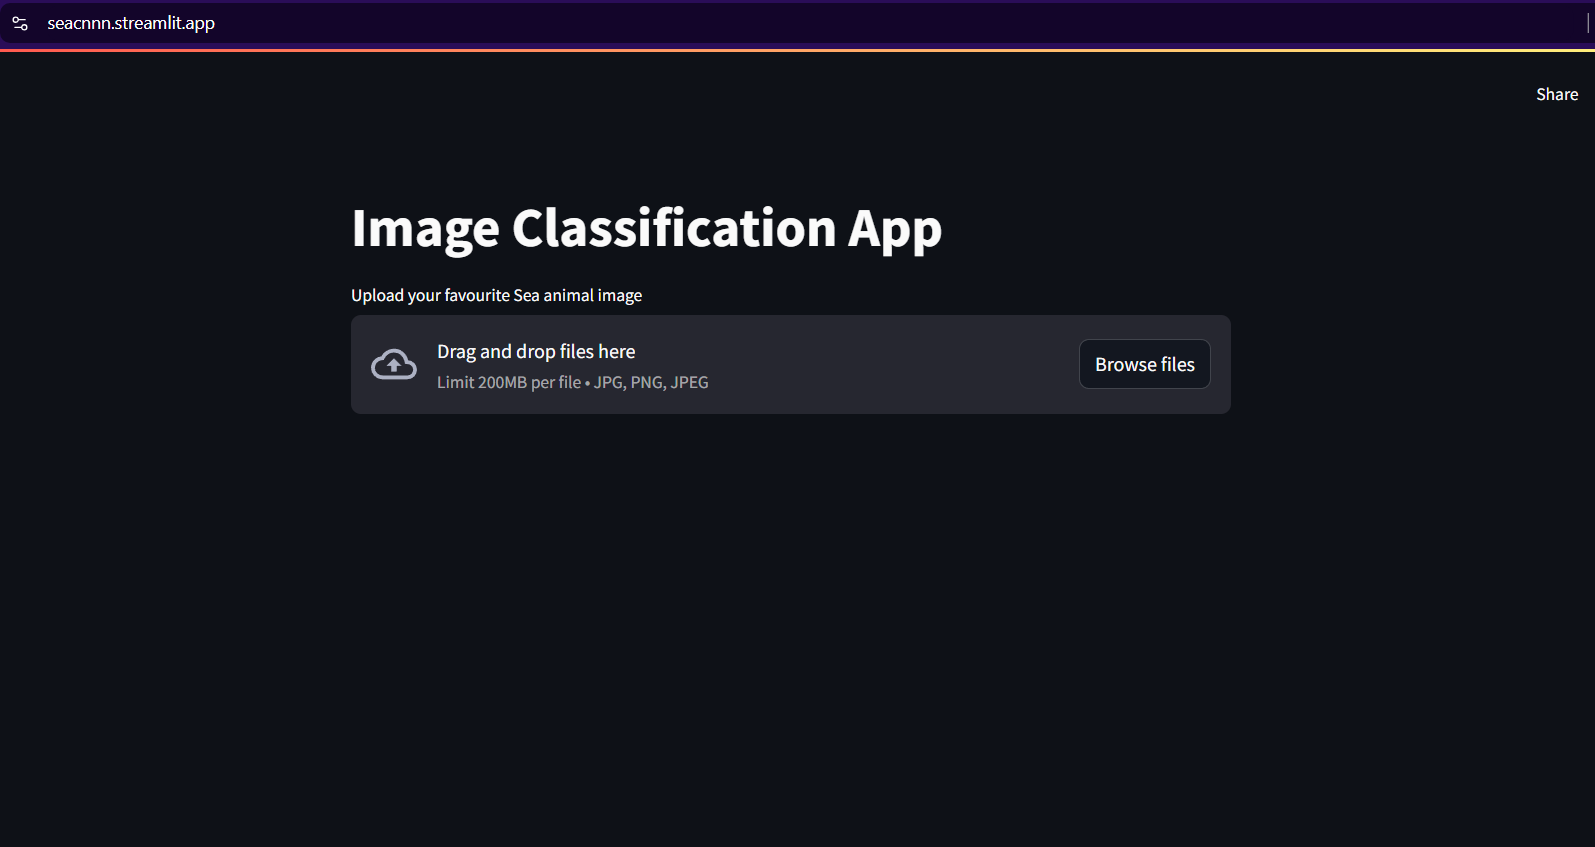 seacnnn.streamlit.app
Share
Image Classification App
Upload your favourite Sea animal image
Drag and drop files here
Limit 200MB per file • JPG, PNG, JPEG
Browse files